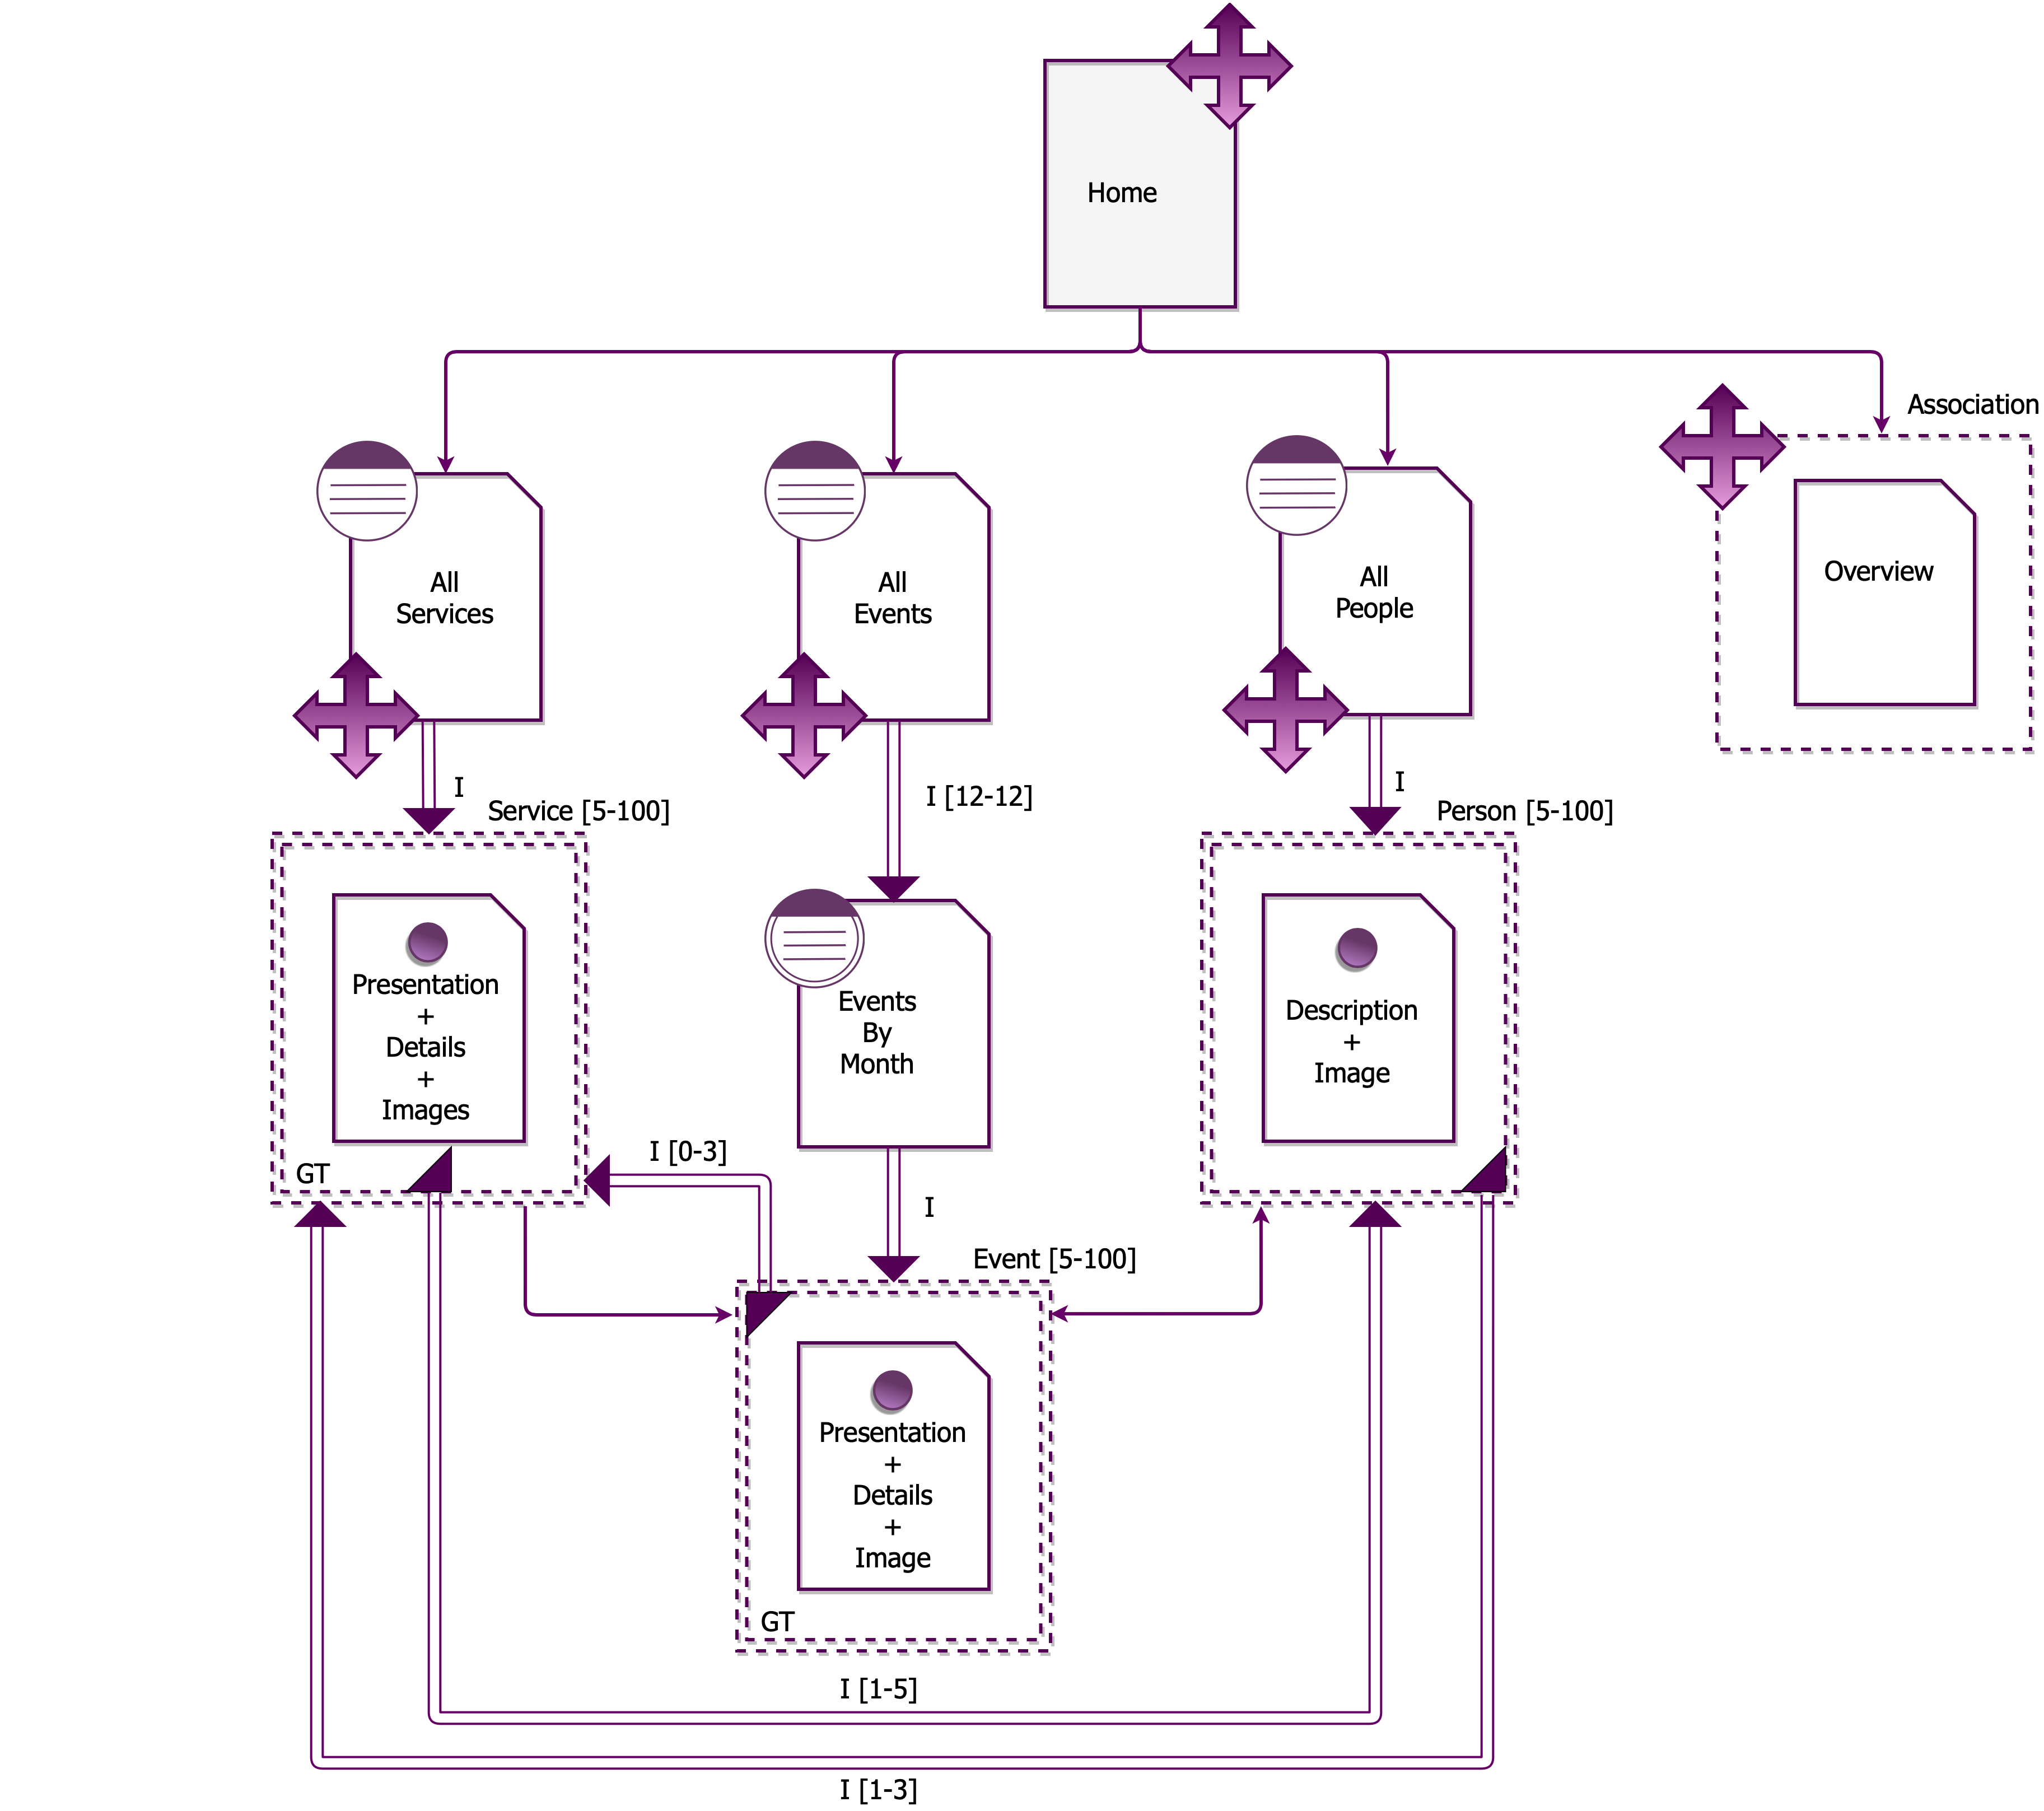 Home
Association
All
Services
All
Events
All
People
Overview
I
I [12-12]
I
Service [5-100]
Person [5-100]
Presentation
+
Details
+
Images
GT
Events
By
Month
Description
+
Image
I [0-3]
I
Event [5-100]
Presentation
+
Details
+
Image
GT
I [1-5]
I [1-3]